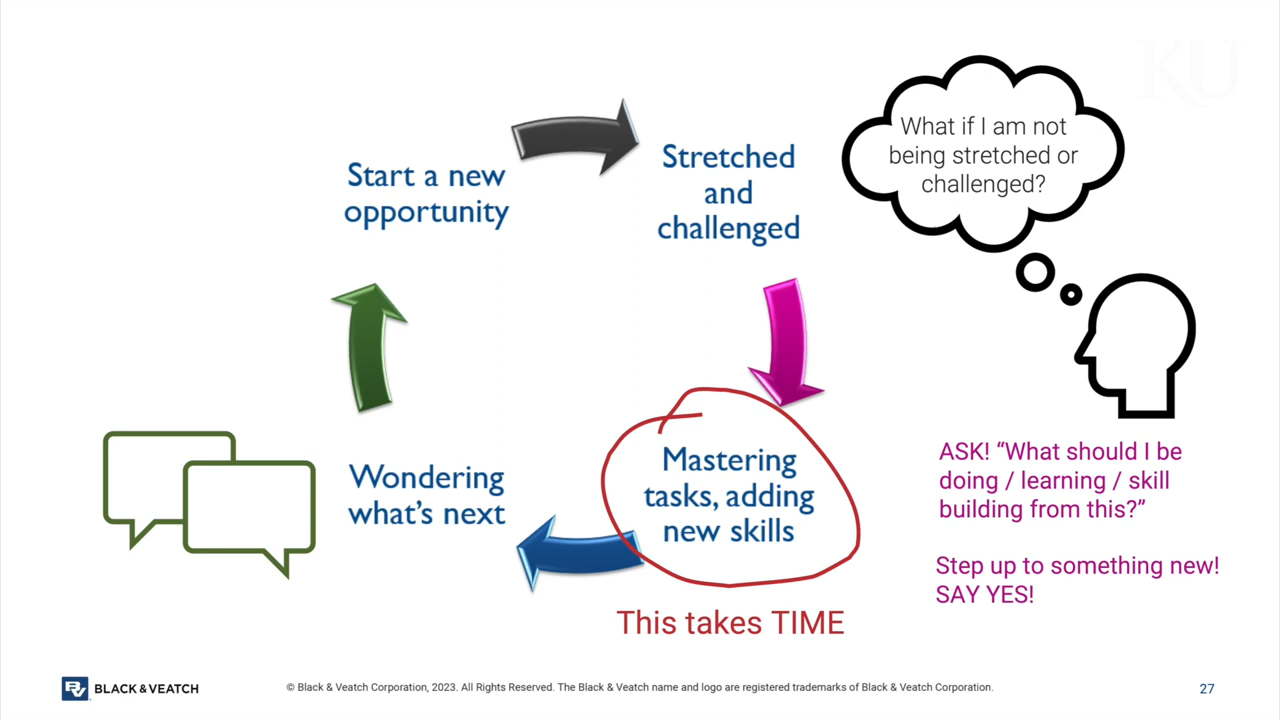 KU
What if I am not
being stretched or
challenged?
Start a new
opportunity
Stretched
and
challenged
Mastering
tasks, adding
new skills
Wondering
what's next
ASK! “What should I be
doing / learning / skill
building from this?”
Step up to something new!
SAY YES!
This takes TIME
BV BLACK & VEATCH
© Black & Veatch Corporation, 2023. All Rights Reserved. The Black & Veatch name and logo are registered trademarks of Black & Veatch Corporation.
27